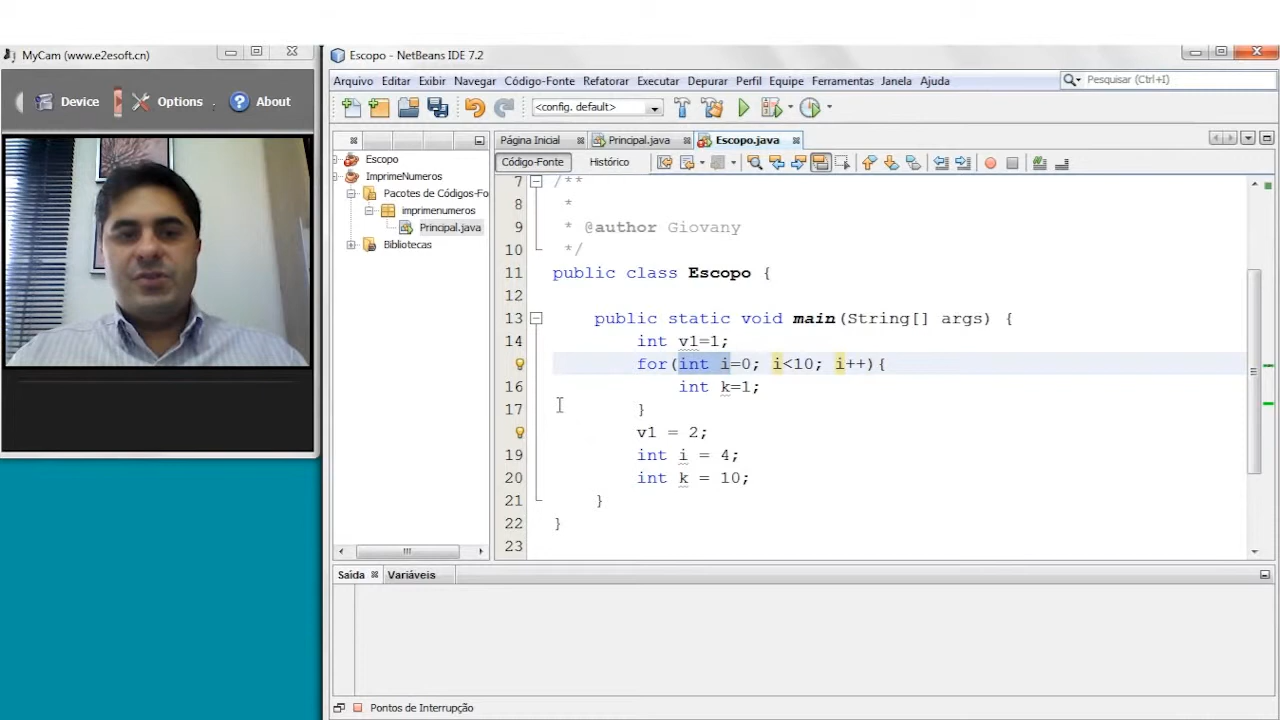 MyCam (www.e2esoft.cn)
Device
Options
About
Escopo - NetBeans IDE 7.2
Arquivo Editar Exibir Navegar Código-Fonte Refatorar Executar Depurar Perfil Equipe Ferramentas Janela Ajuda
Pesquisar (Ctrl+I)
<config. default>
Página Inicial
Principal.java
Escopo.java
Código-Fonte
Histórico
Escopo
ImprimeNumeros
Pacotes de Códigos-Fo
imprimenumeros
Principal.java
Bibliotecas
7 /**
8 *
9 * @author Giovany
10 */
11 public class Escopo {
12
13 public static void main(String[] args) {
14 int v1=1;
for(int i=0; i<10; i++){
16 int k=1;
17 }
v1 = 2;
19 int i = 4;
20 int k = 10;
21 }
22 }
23
Saída
Variáveis
Pontos de Interrupção